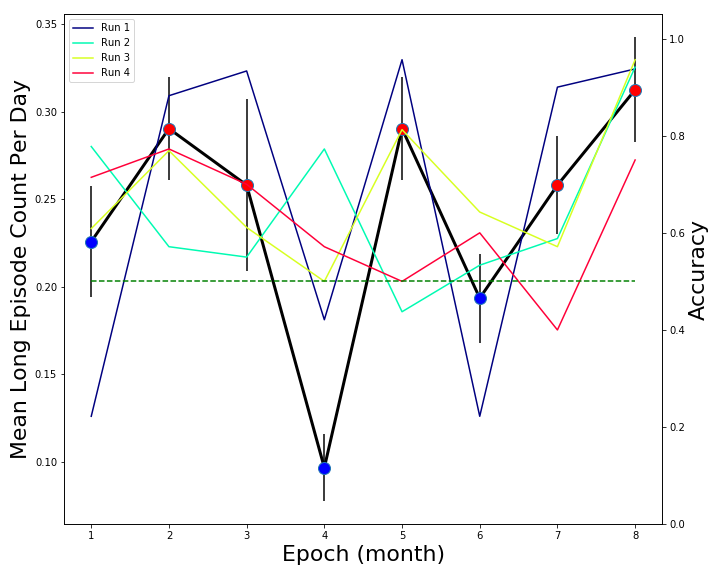 Run 1
Run 2
Run 3
Run 4
0.35
0.30
0.25
0.20
0.15
0.10
Mean Long Episode Count Per Day
1.0
0.8
0.6
0.4
0.2
0.0
Accuracy
1 2 3 4 5 6 7 8
Epoch (month)